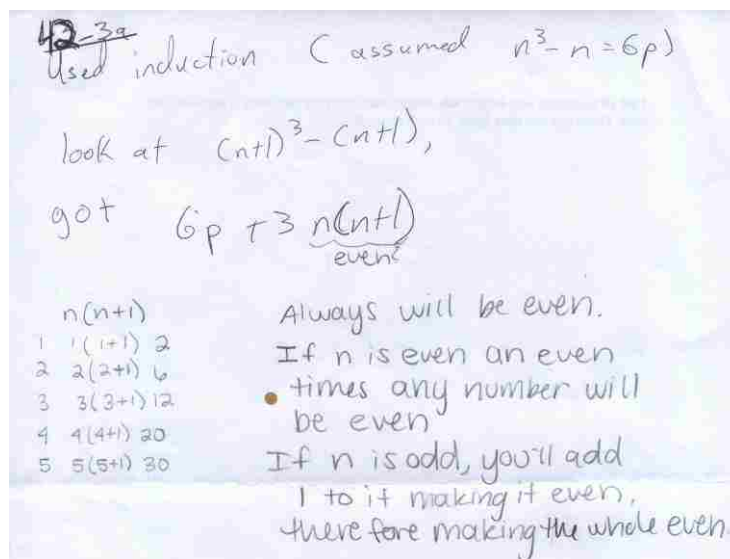 42-3a
Used induction ( assumed n³- n = 6p)
look at (n+1)³- (n+1),
got 6p + 3 n(n+1)
even?
n(n+1)
1 1(1+1) 2
2 2(2+1) 6
3 3(3+1) 12
4 4(4+1) 20
5 5(5+1) 30
Always will be even.
If n is even an even
times any number will
be even
If n is odd, you'll add
1 to it making it even,
therefore making the whole even.